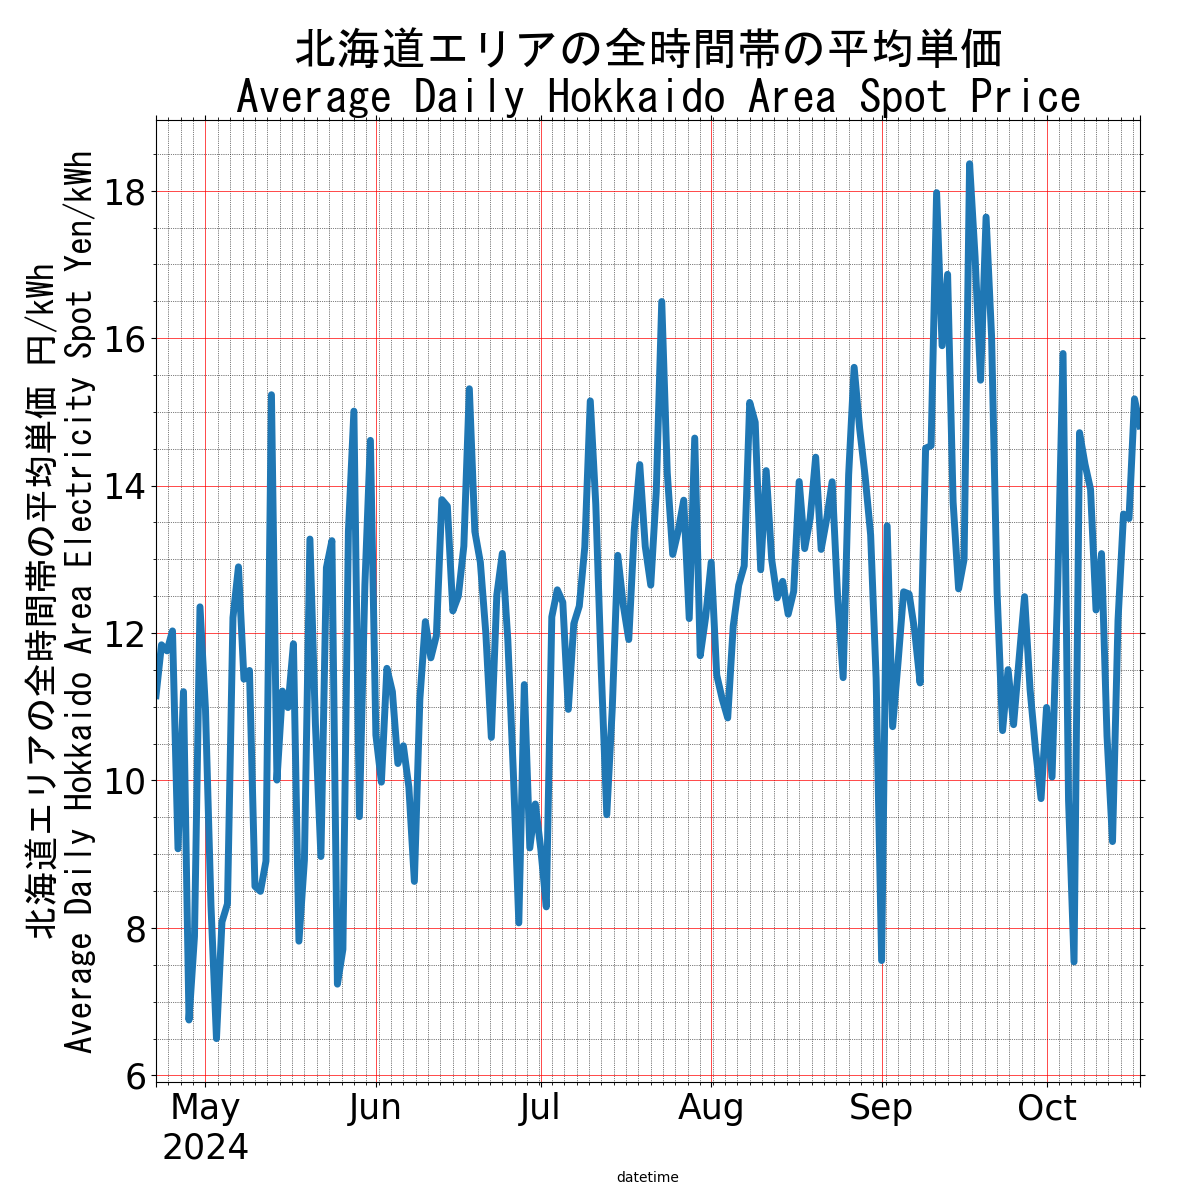 北海道エリアの全時間帯の平均単価
Average Daily Hokkaido Area Spot Price
北海道エリアの全時間帯の平均単価 円/kWh
Average Daily Hokkaido Area Electricity Spot Yen/kWh
18
16
14
12
10
8
6
May Jun Jul Aug Sep Oct
2024
datetime